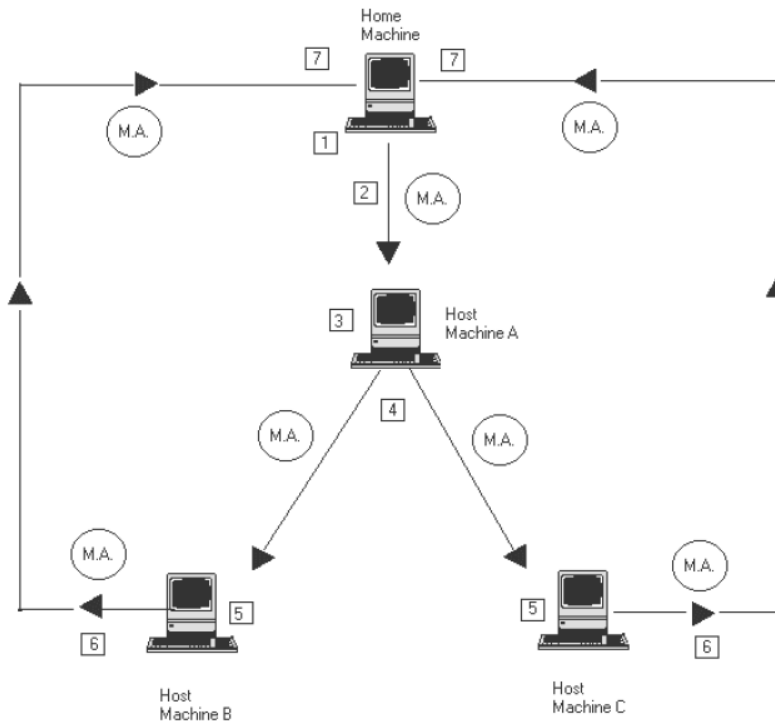 Home
Machine
7
7
M.A.
M.A.
1
2
M.A.
3
Host
Machine A
4
M.A.
M.A.
M.A.
M.A.
5
5
6
6
Host
Machine B
Host
Machine C